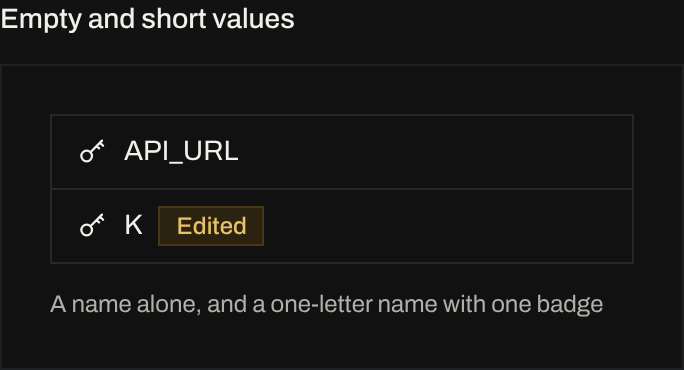 Empty and short values
API_URL
K Edited
A name alone, and a one-letter name with one badge